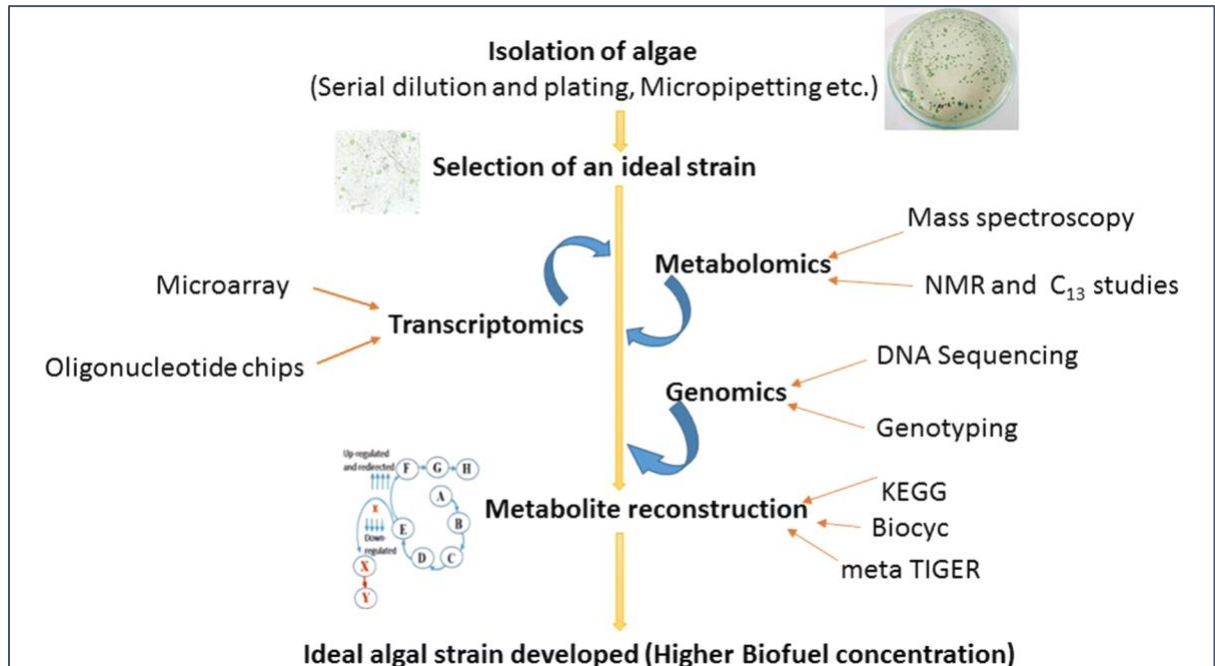 Isolation of algae
(Serial dilution and plating, Micropipetting etc.)
Selection of an ideal strain
Mass spectroscopy
Metabolomics
NMR and C₁₃ studies
Microarray
Transcriptomics
Oligonucleotide chips
DNA Sequencing
Genomics
Genotyping
Up-regulated
and redirected
F G H
A
x
B
E
Down-
regulated
D C
X
Y
Metabolite reconstruction
KEGG
Biocyc
meta TIGER
Ideal algal strain developed (Higher Biofuel concentration)